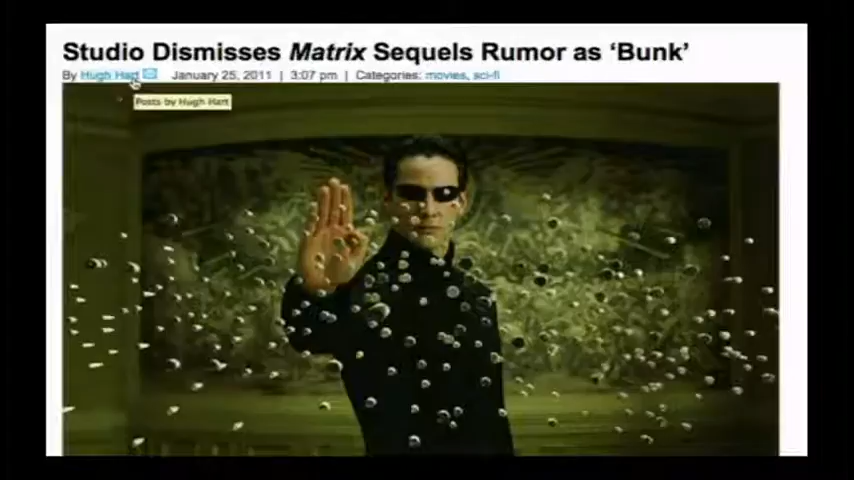 Studio Dismisses Matrix Sequels Rumor as ‘Bunk’
By Hugh Hart January 25, 2011 | 3:07 pm | Categories: movies, sci-fi
Posts by Hugh Hart